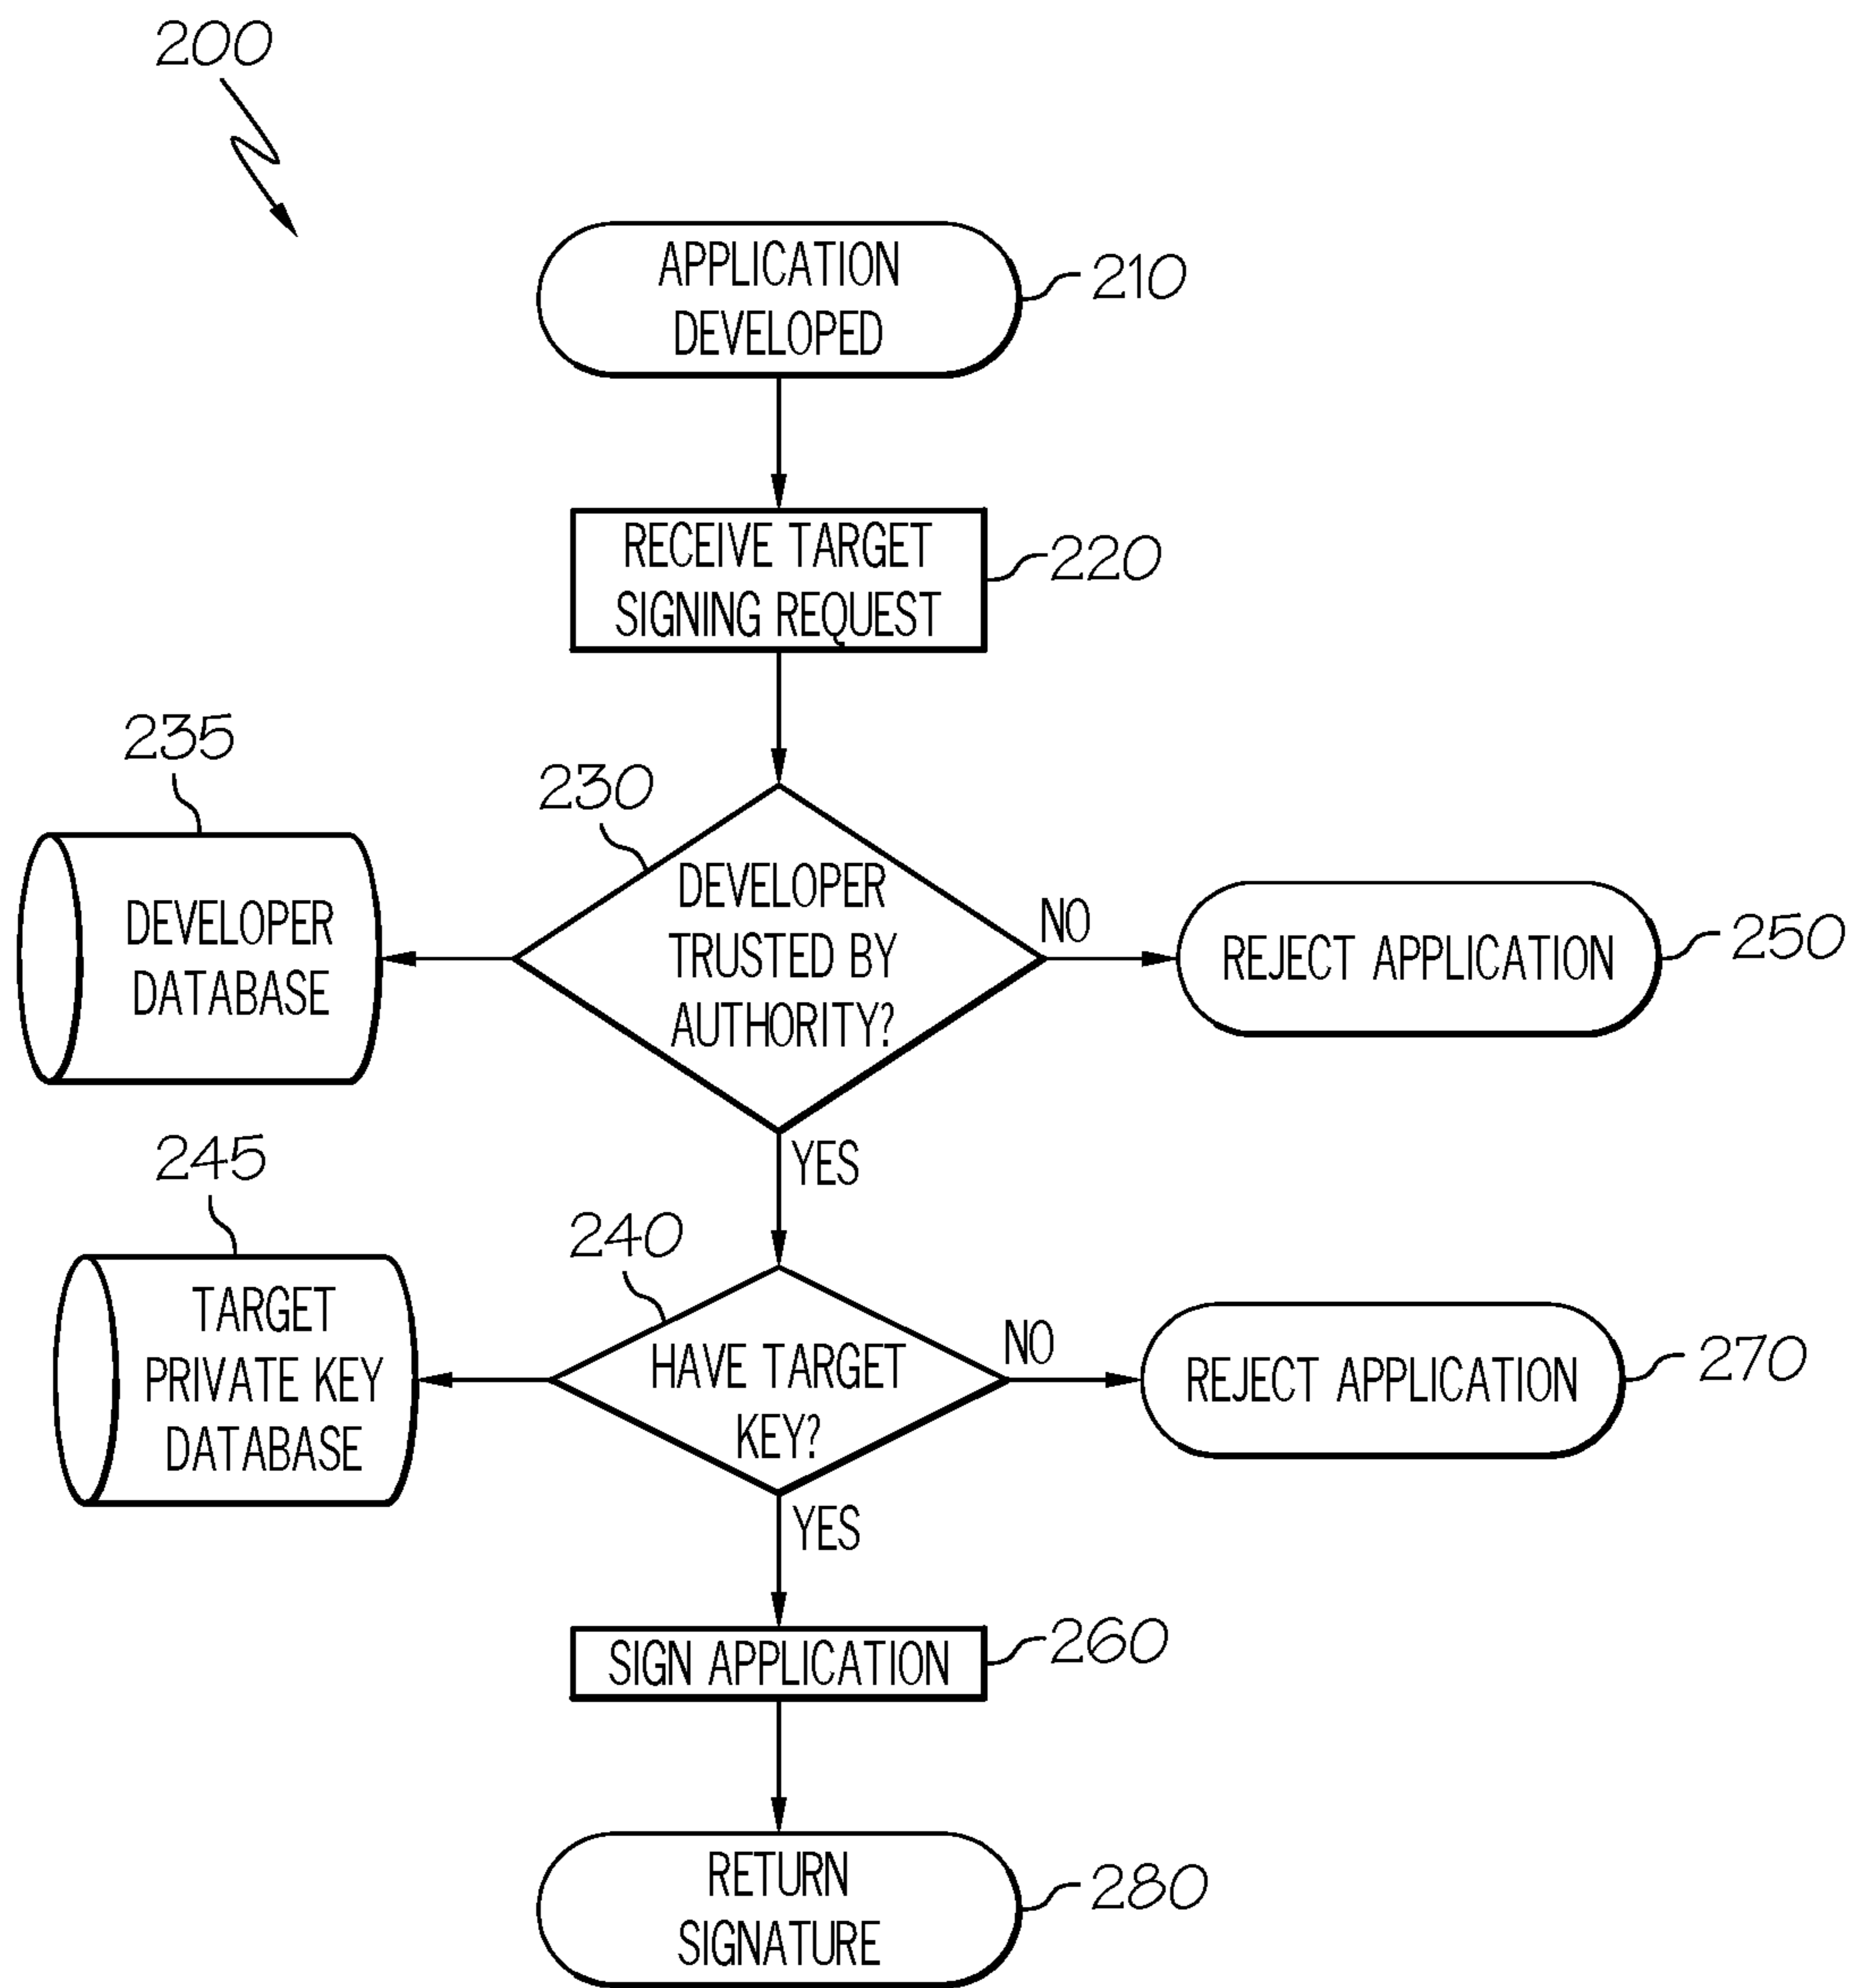 200
APPLICATION
DEVELOPED
210
RECEIVE TARGET
SIGNING REQUEST
220
235
230
DEVELOPER
DATABASE
DEVELOPER
TRUSTED BY
AUTHORITY?
NO
REJECT APPLICATION
250
YES
245
240
TARGET
PRIVATE KEY
DATABASE
HAVE TARGET
KEY?
NO
REJECT APPLICATION
270
YES
SIGN APPLICATION
260
RETURN
SIGNATURE
280